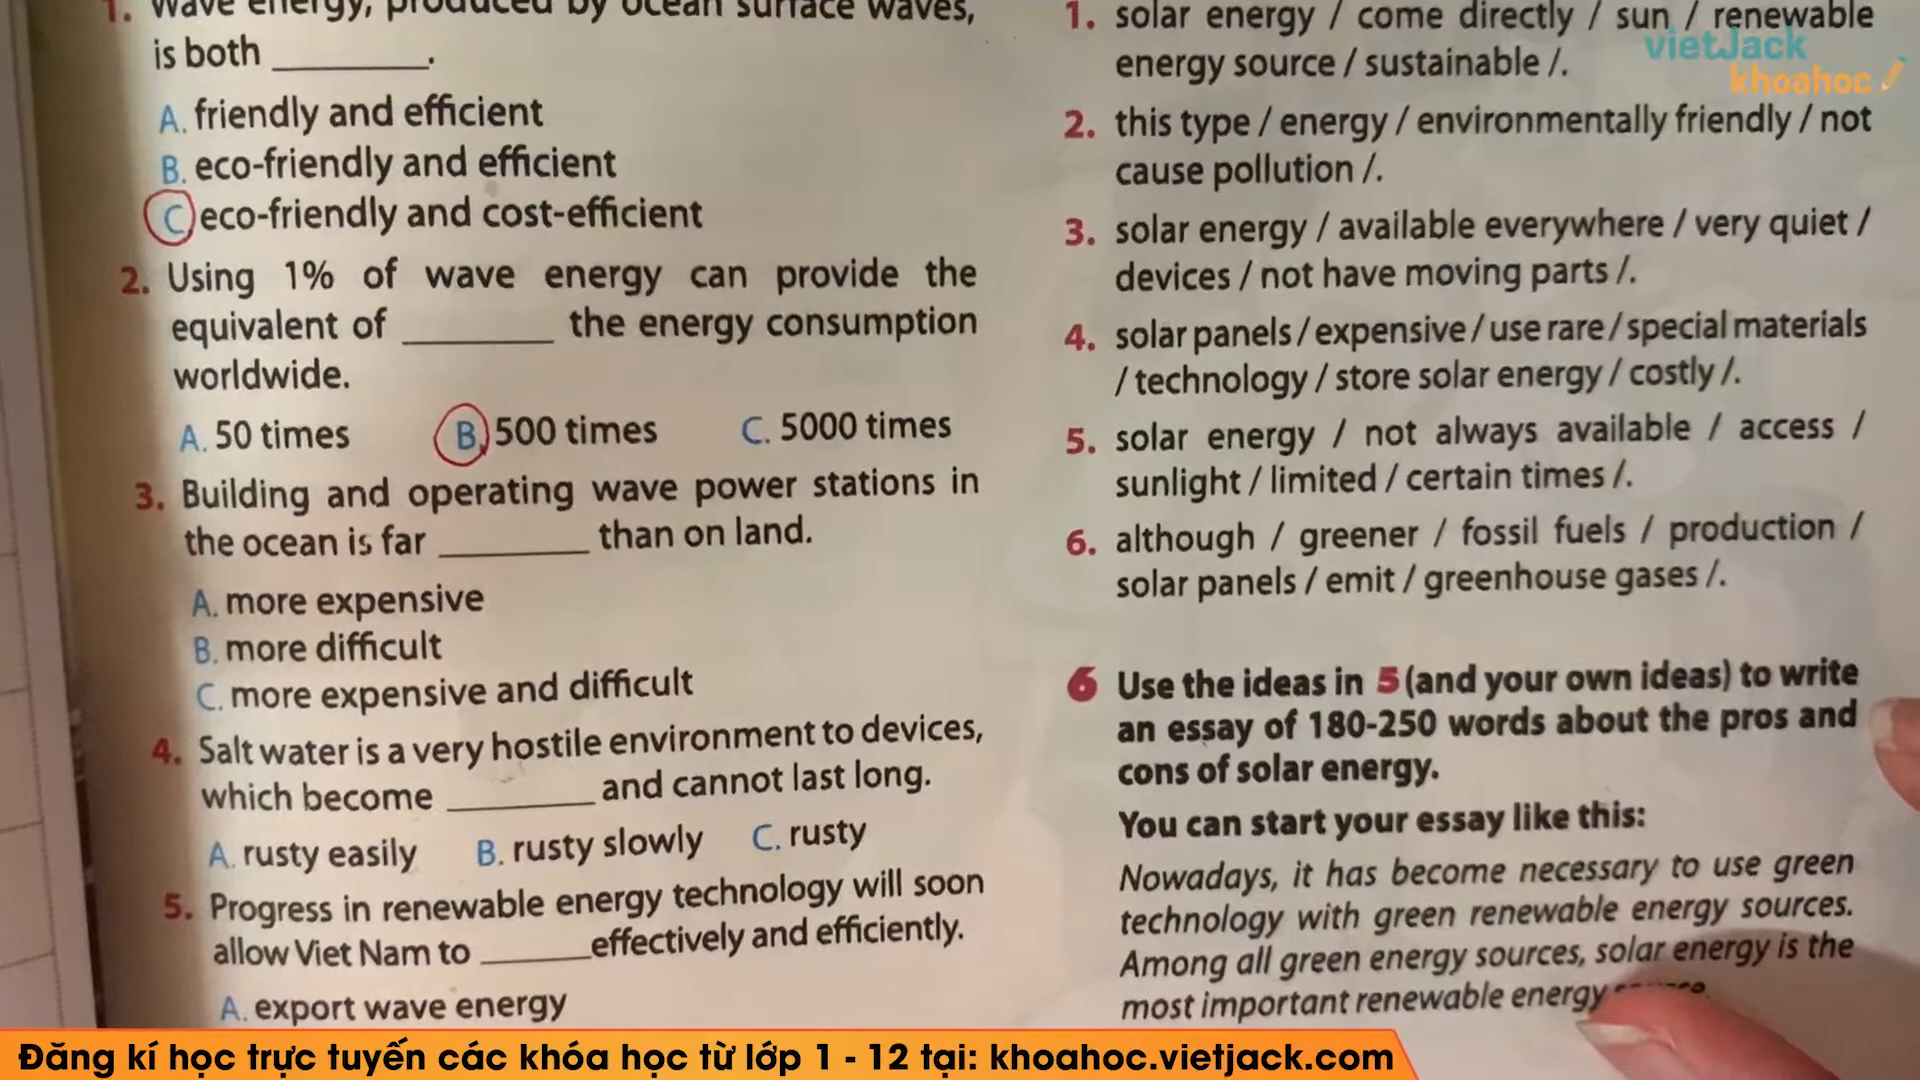 1. Wave energy, produced by ocean surface waves,
is both ________.
A. friendly and efficient
B. eco-friendly and efficient
C eco-friendly and cost-efficient
2. Using 1% of wave energy can provide the
equivalent of ________ the energy consumption
worldwide.
A. 50 times B. 500 times C. 5000 times
3. Building and operating wave power stations in
the ocean is far ________ than on land.
A. more expensive
B. more difficult
C. more expensive and difficult
4. Salt water is a very hostile environment to devices,
which become ________ and cannot last long.
A. rusty easily B. rusty slowly C. rusty
5. Progress in renewable energy technology will soon
allow Viet Nam to ______effectively and efficiently.
A. export wave energy
1. solar energy / come directly / sun / renewable
energy source / sustainable /.
2. this type / energy / environmentally friendly / not
cause pollution /.
3. solar energy / available everywhere / very quiet /
devices / not have moving parts /.
4. solar panels / expensive / use rare / special materials
/ technology / store solar energy / costly /.
5. solar energy / not always available / access /
sunlight / limited / certain times /.
6. although / greener / fossil fuels / production /
solar panels / emit / greenhouse gases /.
6 Use the ideas in 5 (and your own ideas) to write
an essay of 180-250 words about the pros and
cons of solar energy.
You can start your essay like this:
Nowadays, it has become necessary to use green
technology with green renewable energy sources.
Among all green energy sources, solar energy is the
most important renewable energy
vietJack
khoahoc
Đăng kí học trực tuyến các khóa học từ lớp 1 - 12 tại: khoahoc.vietjack.com